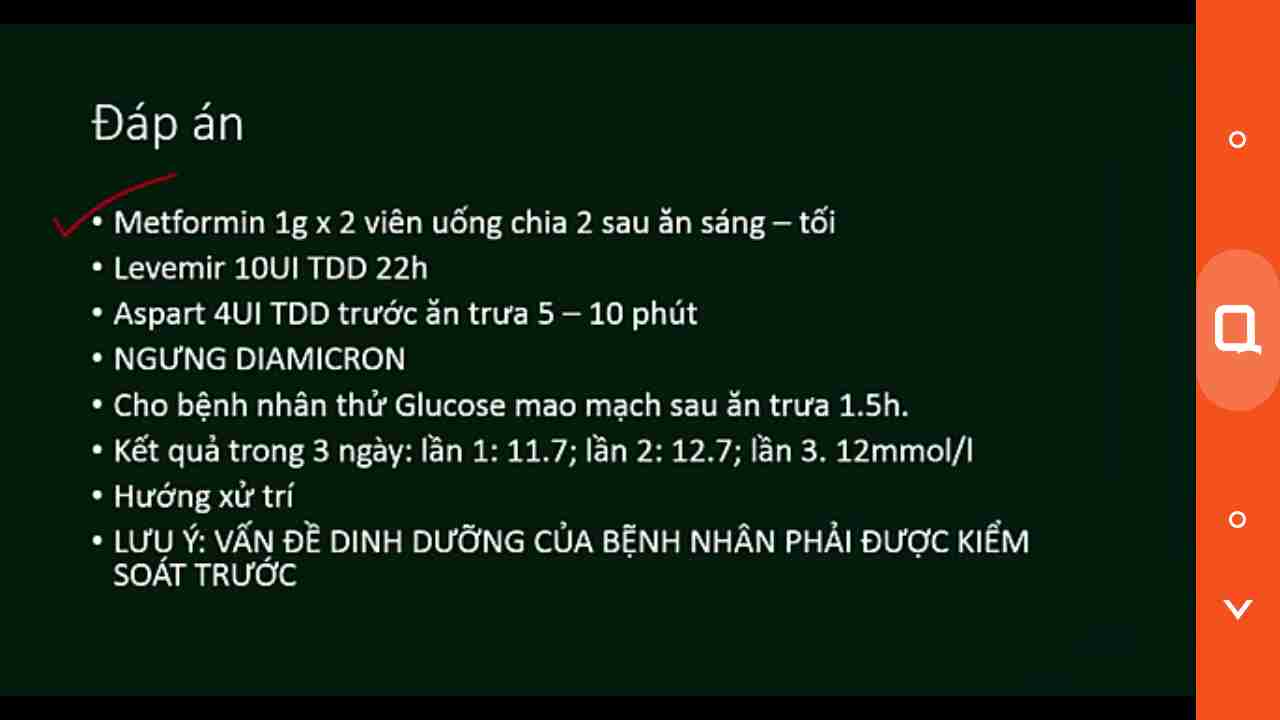 Đáp án
• Metformin 1g x 2 viên uống chia 2 sau ăn sáng – tối
• Levemir 10UI TDD 22h
• Aspart 4UI TDD trước ăn trưa 5 – 10 phút
• NGƯNG DIAMICRON
• Cho bệnh nhân thử Glucose mao mạch sau ăn trưa 1.5h.
• Kết quả trong 3 ngày: lần 1: 11.7; lần 2: 12.7; lần 3. 12mmol/l
• Hướng xử trí
• LƯU Ý: VẤN ĐỀ DINH DƯỠNG CỦA BỆNH NHÂN PHẢI ĐƯỢC KIỂM
SOÁT TRƯỚC